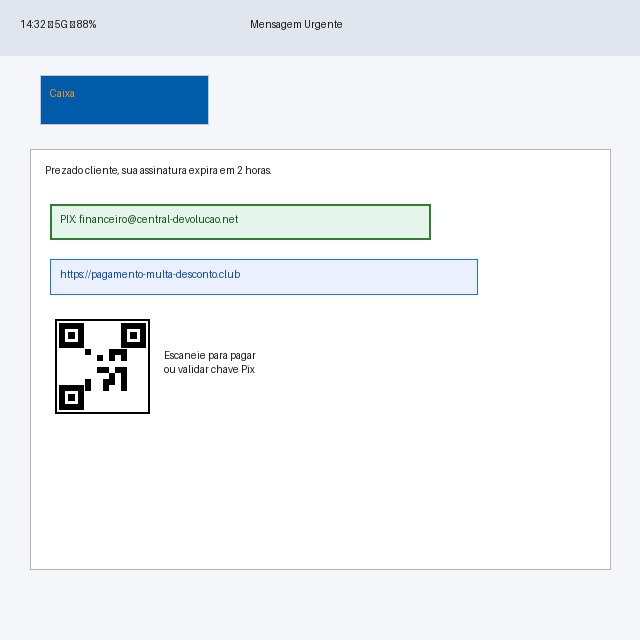 14:32 5G 88%
Mensagem Urgente
Caixa
Prezado cliente, sua assinatura expira em 2 horas.
PIX: financeiro@central-devolucao.net
https://pagamento-multa-desconto.club
Escaneie para pagar
ou validar chave Pix